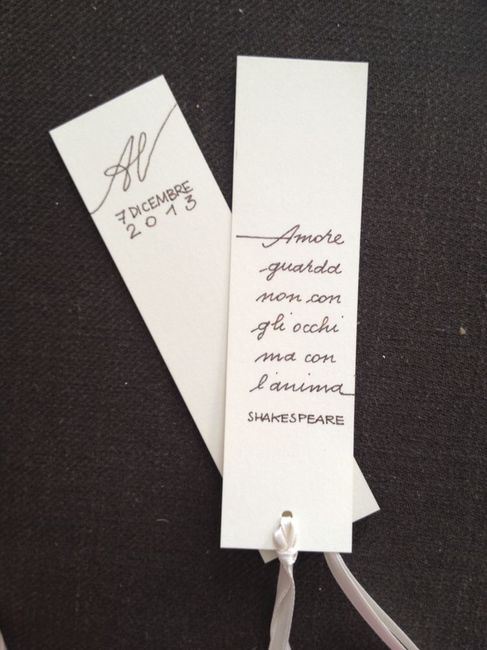 AV
7 DICEMBRE
2013
Amore
guarda
non con
gli occhi
ma con
l'anima
SHAKESPEARE